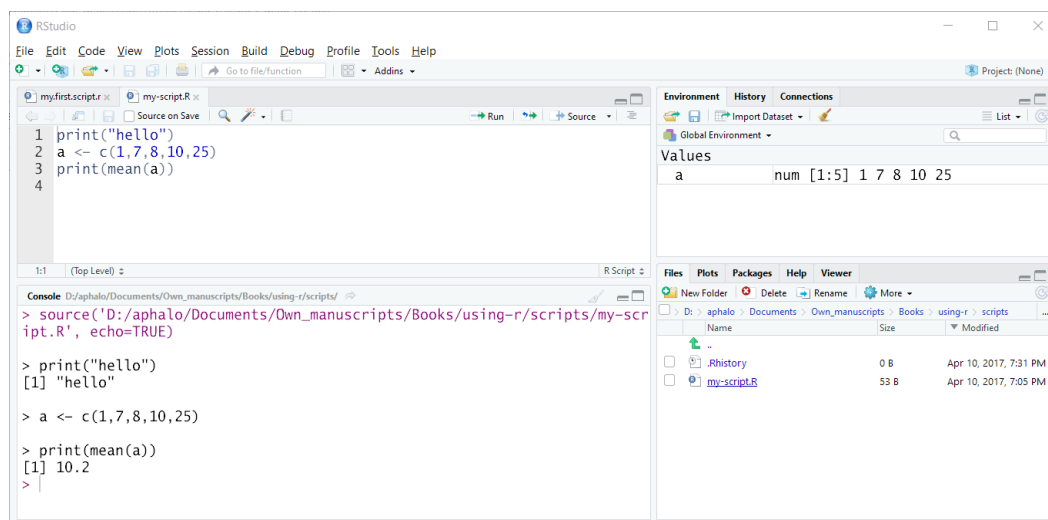 RStudio
File Edit Code View Plots Session Build Debug Profile Tools Help
Go to file/function Addins Project: (None)
my.first.script.r my-script.R
Source on Save Run Source
1 print("hello")
2 a <- c(1,7,8,10,25)
3 print(mean(a))
4
1:1 (Top Level) R Script
Console D:/aphalo/Documents/Own_manuscripts/Books/using-r/scripts/
> source('D:/aphalo/Documents/Own_manuscripts/Books/using-r/scripts/my-scr
ipt.R', echo=TRUE)
> print("hello")
[1] "hello"
> a <- c(1,7,8,10,25)
> print(mean(a))
[1] 10.2
>
Environment History Connections
Import Dataset List
Global Environment
Values
a num [1:5] 1 7 8 10 25
Files Plots Packages Help Viewer
New Folder Delete Rename More
D: > aphalo > Documents > Own_manuscripts > Books > using-r > scripts ...
Name Size Modified
..
.Rhistory 0 B Apr 10, 2017, 7:31 PM
my-script.R 53 B Apr 10, 2017, 7:05 PM